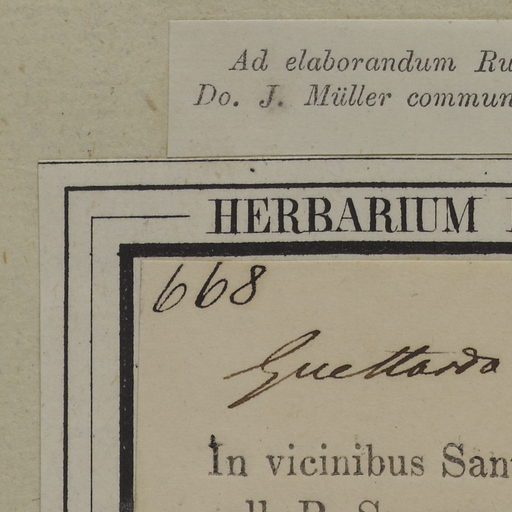 Ad elaborandum Ru
Do. J. Müller commun
HERBARIUM
668
Guettarda
In vicinibus San
R. S